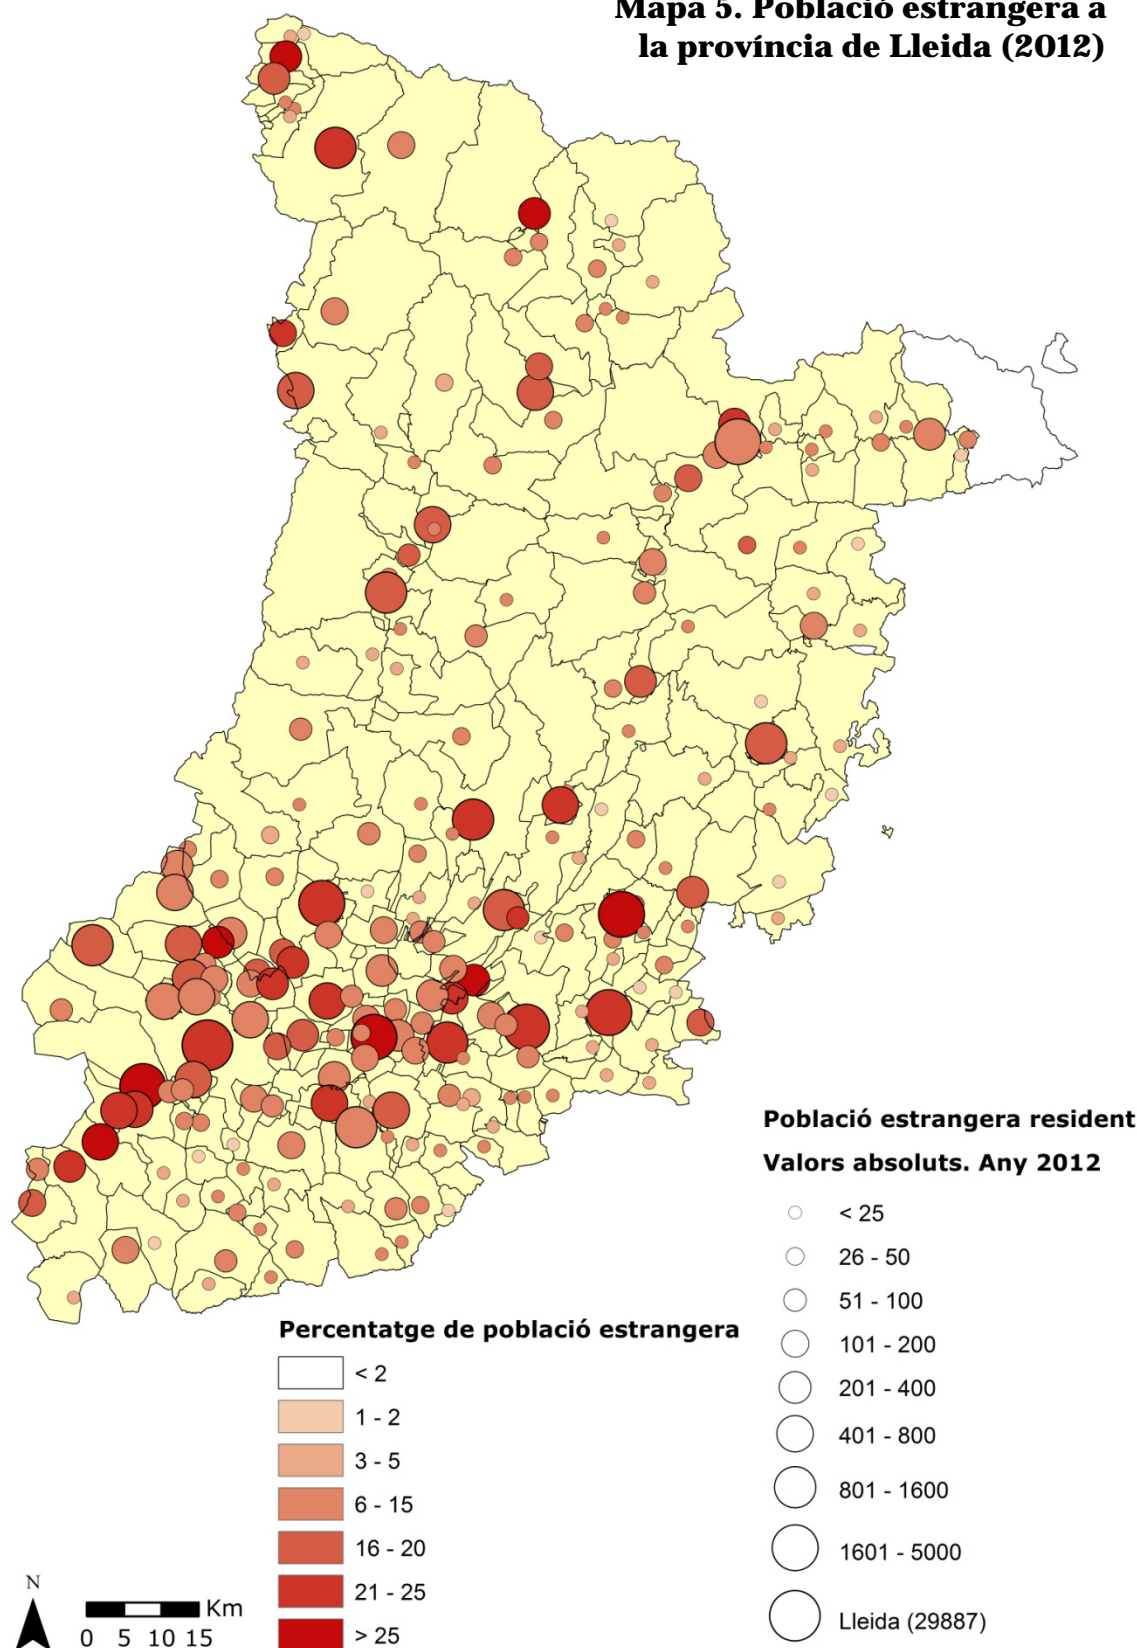 Mapa 5. Població estrangera a
la província de Lleida (2012)
Població estrangera resident
Valors absoluts. Any 2012
< 25
26 - 50
51 - 100
101 - 200
201 - 400
401 - 800
801 - 1600
1601 - 5000
Lleida (29887)
Percentatge de població estrangera
< 2
1 - 2
3 - 5
6 - 15
16 - 20
21 - 25
> 25
N
Km
0 5 10 15